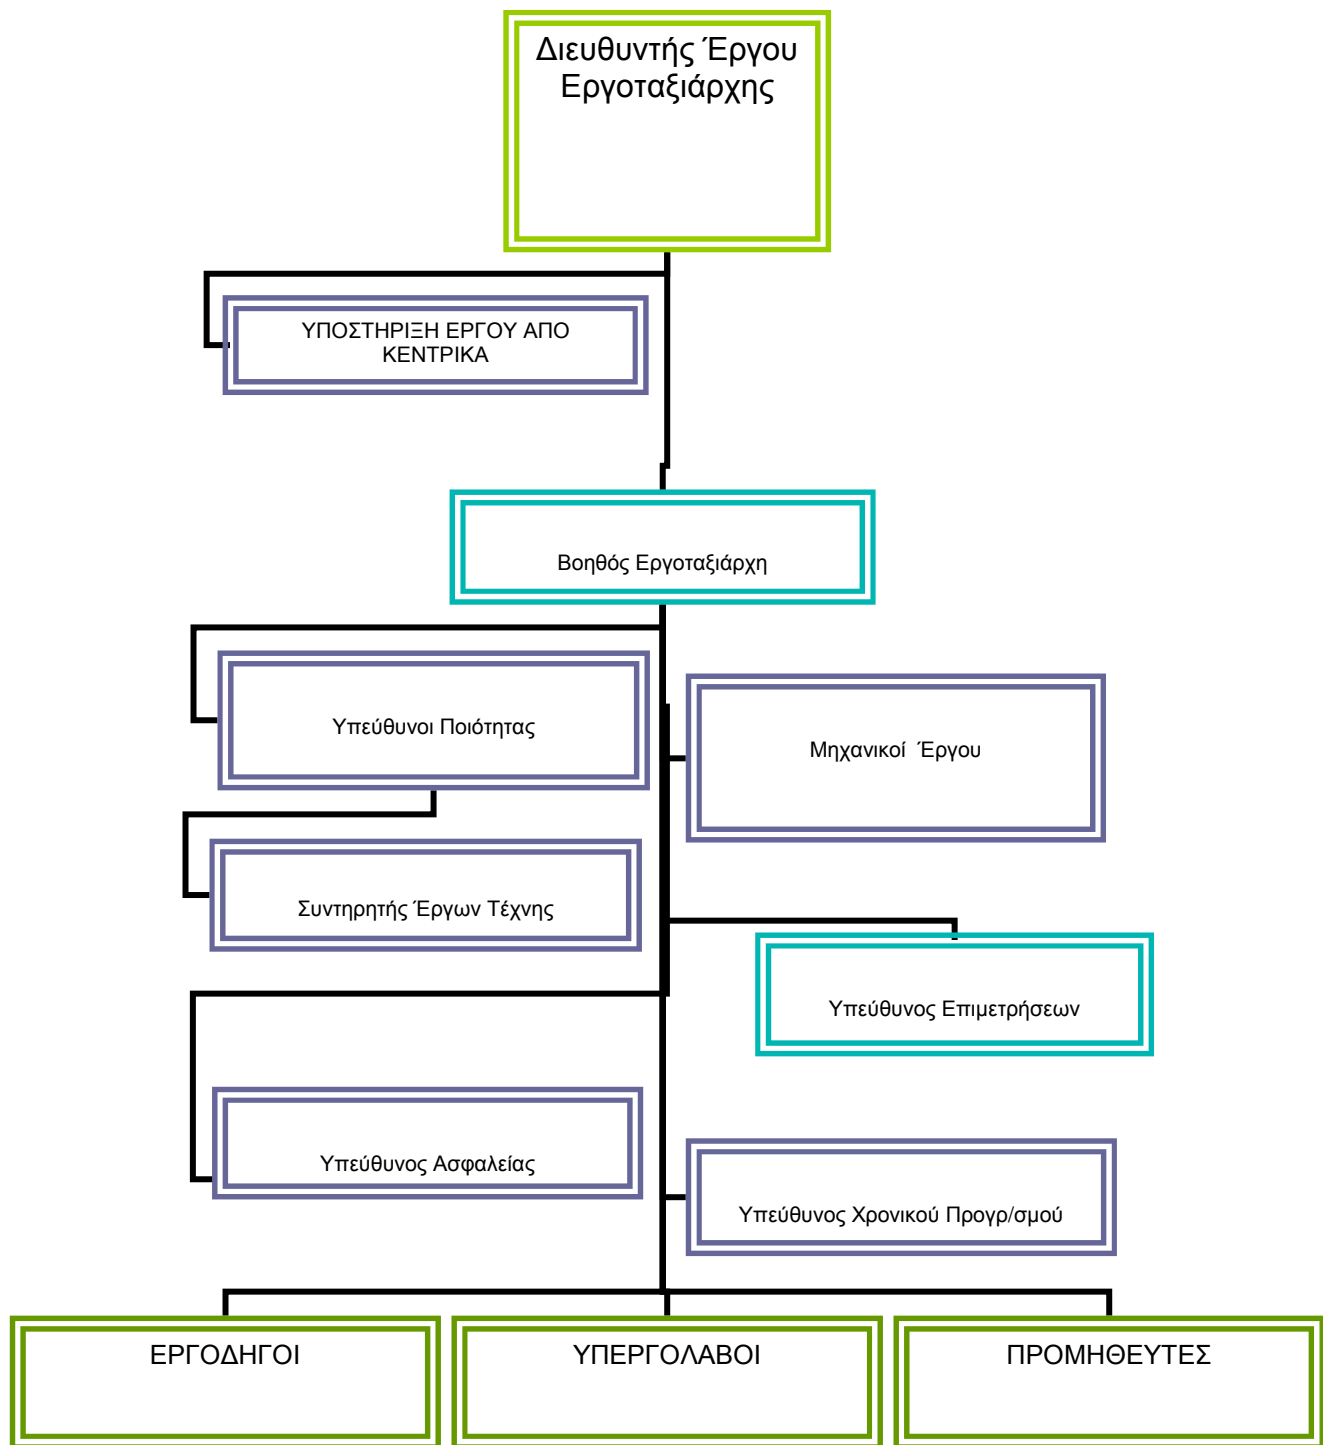 Διευθυντής Έργου
Εργοταξιάρχης
ΥΠΟΣΤΗΡΙΞΗ ΕΡΓΟΥ ΑΠΟ
ΚΕΝΤΡΙΚΑ
Βοηθός Εργοταξιάρχη
Υπεύθυνοι Ποιότητας
Μηχανικοί Έργου
Συντηρητής Έργων Τέχνης
Υπεύθυνος Επιμετρήσεων
Υπεύθυνος Ασφαλείας
Υπεύθυνος Χρονικού Προγρ/σμού
ΕΡΓΟΔΗΓΟΙ
ΥΠΕΡΓΟΛΑΒΟΙ
ΠΡΟΜΗΘΕΥΤΕΣ